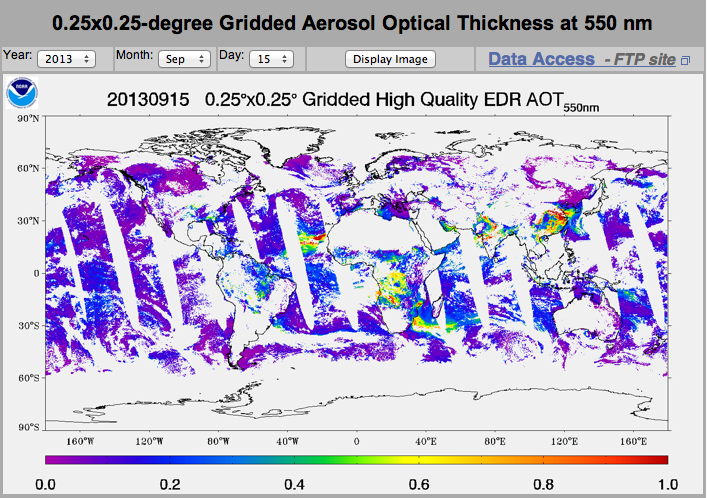 0.25x0.25-degree Gridded Aerosol Optical Thickness at 550 nm
Year: 2013 Month: Sep Day: 15 Display Image Data Access - FTP site
NOAA
20130915 0.25°x0.25° Gridded High Quality EDR AOT550nm
90°N
60°N
30°N
0
30°S
60°S
90°S
160°W 120°W 80°W 40°W 0 40°E 80°E 120°E 160°E
0.0 0.2 0.4 0.6 0.8 1.0